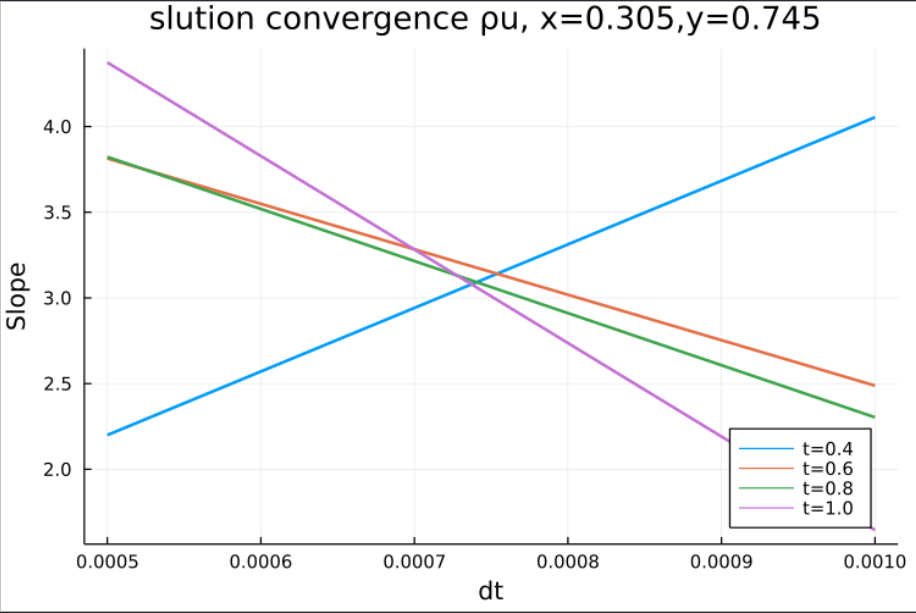 slution convergence ρu, x=0.305,y=0.745
4.0
3.5
3.0
2.5
2.0
Slope
t=0.4
t=0.6
t=0.8
t=1.0
0.0005 0.0006 0.0007 0.0008 0.0009 0.0010
dt